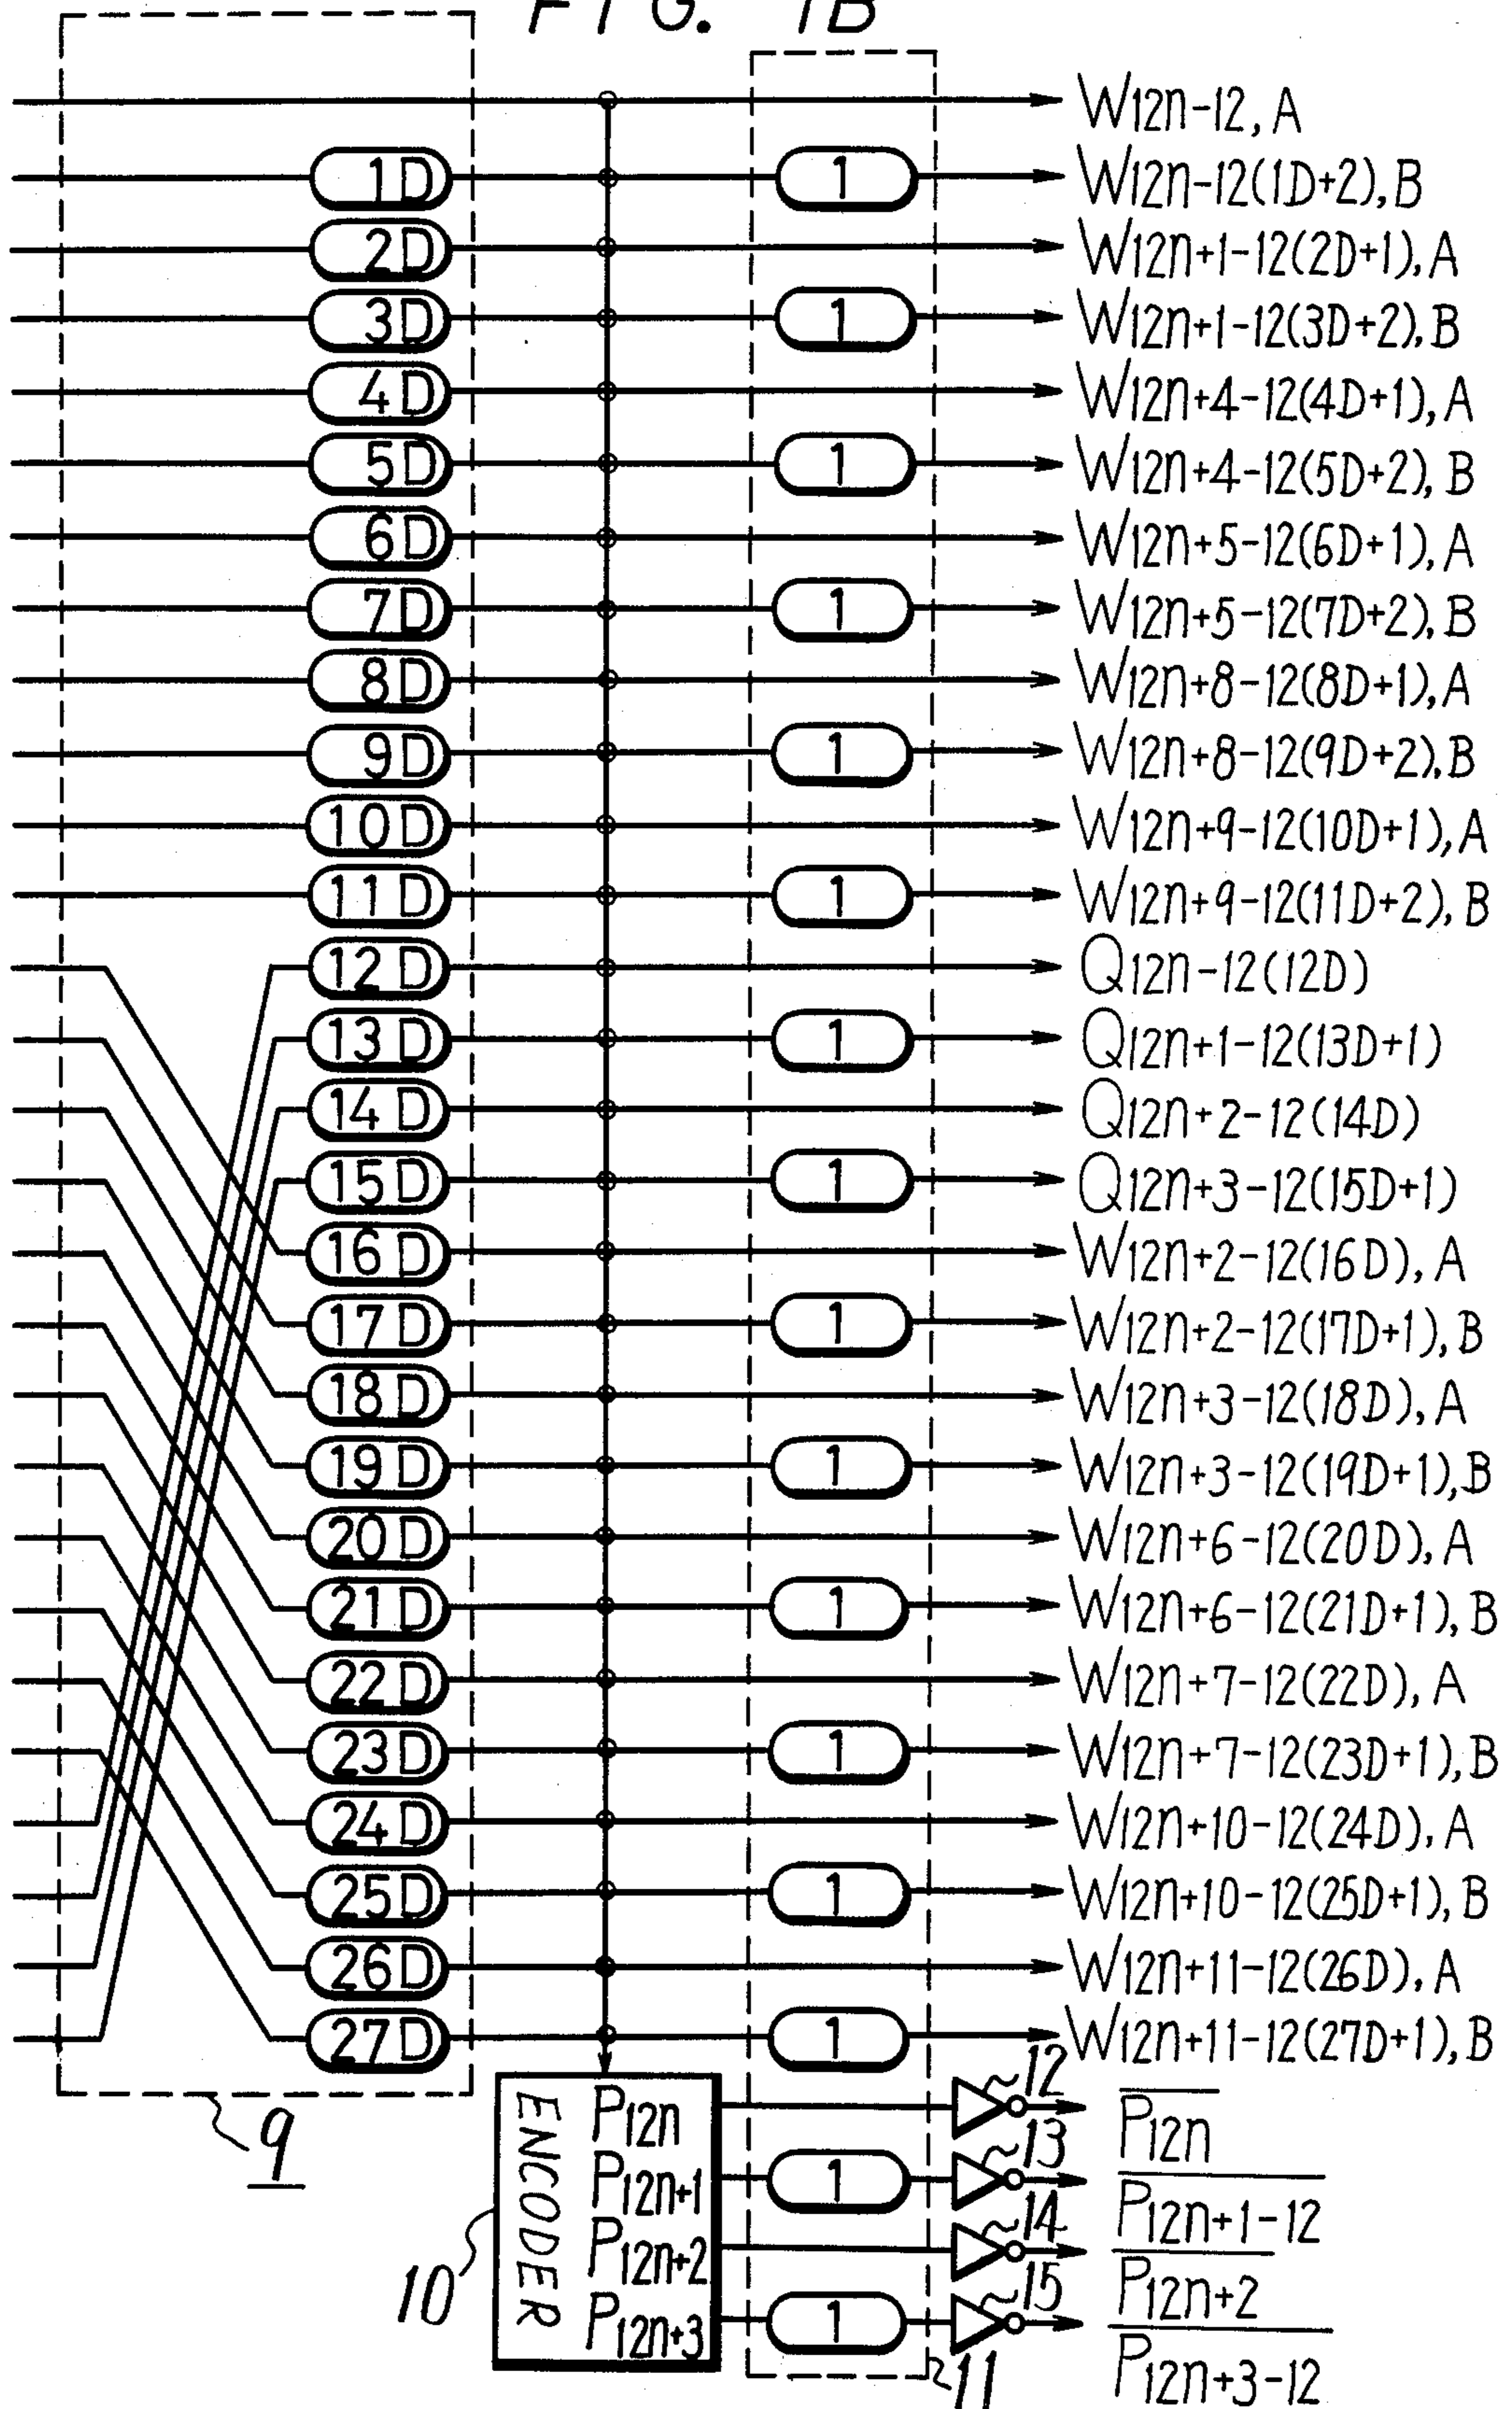 FIG. 1B
W12n-12, A
1D 1 W12n-12(1D+2), B
2D W12n+1-12(2D+1), A
3D 1 W12n+1-12(3D+2), B
4D W12n+4-12(4D+1), A
5D 1 W12n+4-12(5D+2), B
6D W12n+5-12(6D+1), A
7D 1 W12n+5-12(7D+2), B
8D W12n+8-12(8D+1), A
9D 1 W12n+8-12(9D+2), B
10D W12n+9-12(10D+1), A
11D 1 W12n+9-12(11D+2), B
12D Q12n-12(12D)
13D 1 Q12n+1-12(13D+1)
14D Q12n+2-12(14D)
15D 1 Q12n+3-12(15D+1)
16D W12n+2-12(16D), A
17D 1 W12n+2-12(17D+1), B
18D W12n+3-12(18D), A
19D 1 W12n+3-12(19D+1), B
20D W12n+6-12(20D), A
21D 1 W12n+6-12(21D+1), B
22D W12n+7-12(22D), A
23D 1 W12n+7-12(23D+1), B
24D W12n+10-12(24D), A
25D 1 W12n+10-12(25D+1), B
26D W12n+11-12(26D), A
27D 1 W12n+11-12(27D+1), B
9
10
ENCODER
P12n 12 P12n
P12n+1 1 13 P12n+1-12
P12n+2 14 P12n+2
P12n+3 1 15 P12n+3-12
11